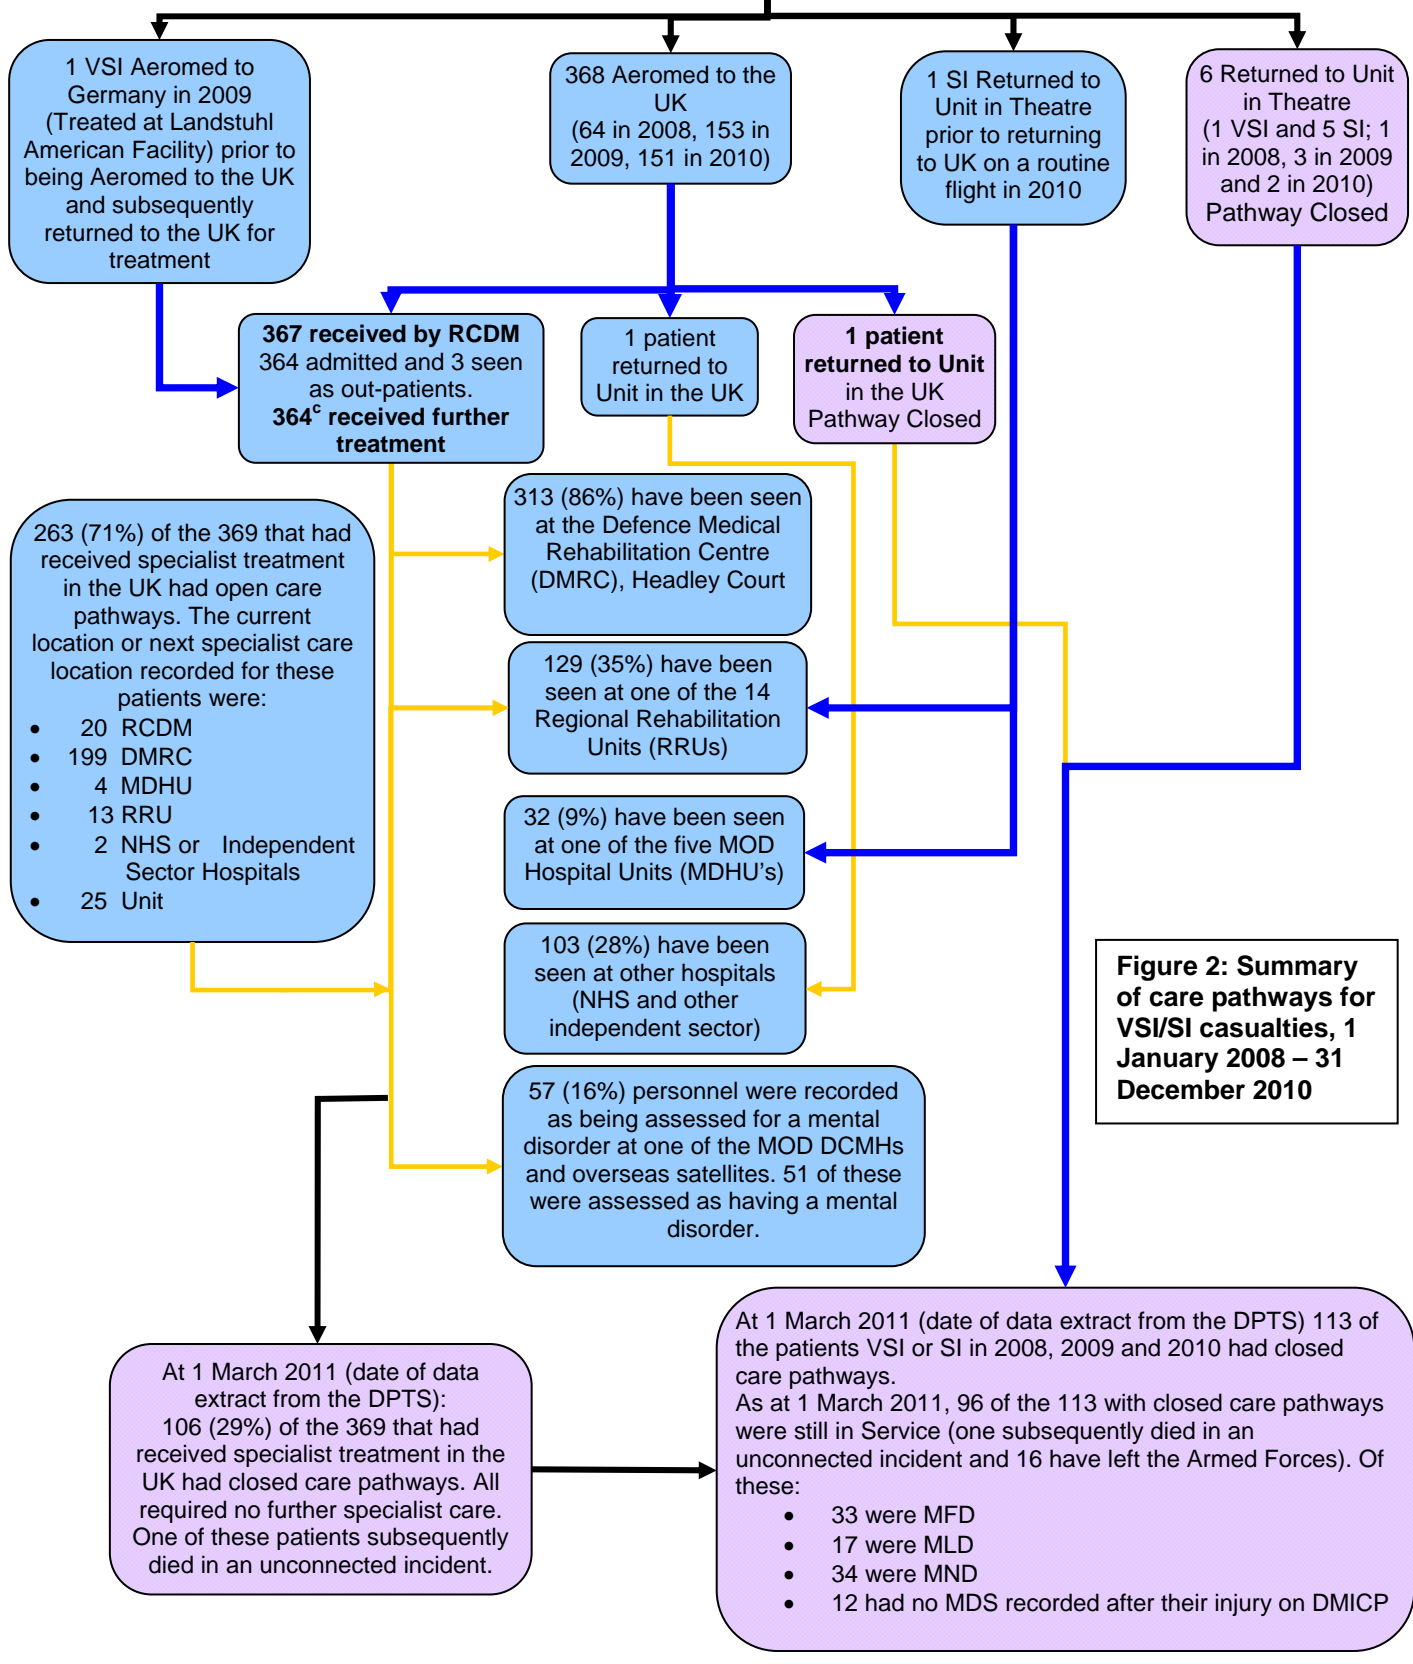 1 VSI Aeromed to
Germany in 2009
(Treated at Landstuhl
American Facility) prior to
being Aeromed to the UK
and subsequently
returned to the UK for
treatment
368 Aeromed to the
UK
(64 in 2008, 153 in
2009, 151 in 2010)
1 SI Returned to
Unit in Theatre
prior to returning
to UK on a routine
flight in 2010
6 Returned to Unit
in Theatre
(1 VSI and 5 SI; 1
in 2008, 3 in 2009
and 2 in 2010)
Pathway Closed
367 received by RCDM
364 admitted and 3 seen
as out-patients.
364c received further
treatment
1 patient
returned to
Unit in the UK
1 patient
returned to Unit
in the UK
Pathway Closed
263 (71%) of the 369 that had
received specialist treatment
in the UK had open care
pathways. The current
location or next specialist care
location recorded for these
patients were:
• 20 RCDM
• 199 DMRC
• 4 MDHU
• 13 RRU
• 2 NHS or Independent
Sector Hospitals
• 25 Unit
313 (86%) have been seen
at the Defence Medical
Rehabilitation Centre
(DMRC), Headley Court
129 (35%) have been
seen at one of the 14
Regional Rehabilitation
Units (RRUs)
32 (9%) have been seen
at one of the five MOD
Hospital Units (MDHU's)
103 (28%) have been
seen at other hospitals
(NHS and other
independent sector)
57 (16%) personnel were recorded
as being assessed for a mental
disorder at one of the MOD DCMHs
and overseas satellites. 51 of these
were assessed as having a mental
disorder.
Figure 2: Summary
of care pathways for
VSI/SI casualties, 1
January 2008 – 31
December 2010
At 1 March 2011 (date of data
extract from the DPTS):
106 (29%) of the 369 that had
received specialist treatment in the
UK had closed care pathways. All
required no further specialist care.
One of these patients subsequently
died in an unconnected incident.
At 1 March 2011 (date of data extract from the DPTS) 113 of
the patients VSI or SI in 2008, 2009 and 2010 had closed
care pathways.
As at 1 March 2011, 96 of the 113 with closed care pathways
were still in Service (one subsequently died in an
unconnected incident and 16 have left the Armed Forces). Of
these:
• 33 were MFD
• 17 were MLD
• 34 were MND
• 12 had no MDS recorded after their injury on DMICP